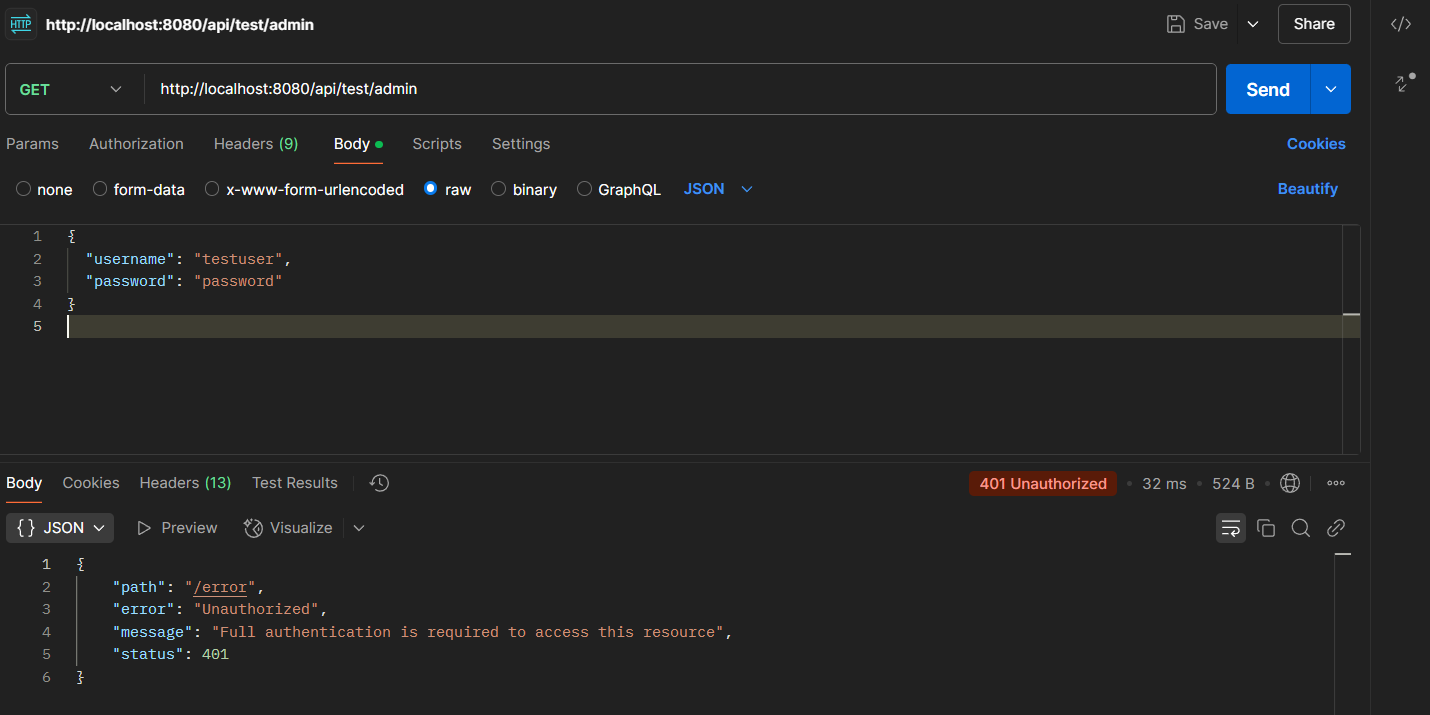 HTTP http://localhost:8080/api/test/admin Save Share
GET http://localhost:8080/api/test/admin Send
Params Authorization Headers (9) Body Scripts Settings Cookies
none form-data x-www-form-urlencoded raw binary GraphQL JSON Beautify
1 {
2 "username": "testuser",
3 "password": "password"
4 }
5
Body Cookies Headers (13) Test Results 401 Unauthorized • 32 ms • 524 B •
{} JSON Preview Visualize
1 {
2 "path": "/error",
3 "error": "Unauthorized",
4 "message": "Full authentication is required to access this resource",
5 "status": 401
6 }